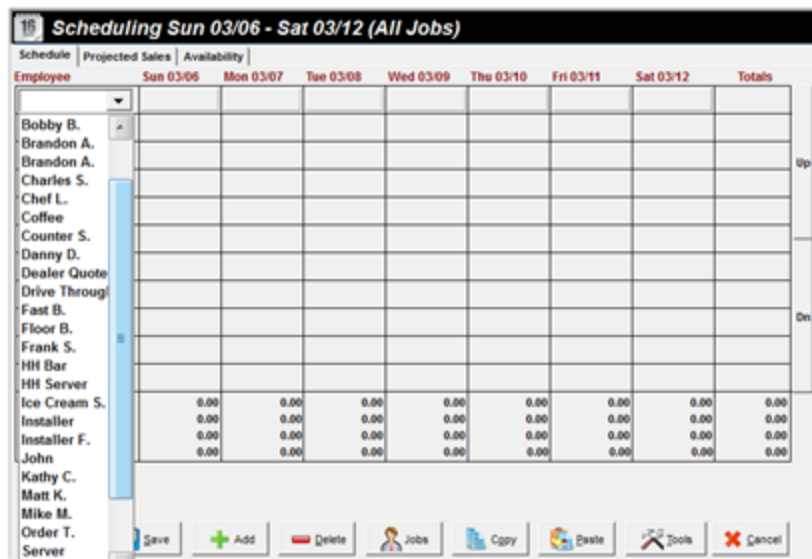 16 Scheduling Sun 03/06 - Sat 03/12 (All Jobs)
Schedule Projected Sales Availability
Employee Sun 03/06 Mon 03/07 Tue 03/08 Wed 03/09 Thu 03/10 Fri 03/11 Sat 03/12 Totals
Bobby B.
Brandon A.
Brandon A.
Up
Charles S.
Chef L.
Coffee
Counter S.
Danny D.
Dealer Quote
Drive Throug
Fast B.
Dn
Floor B.
Frank S.
HH Bar
HH Server
Ice Cream S. 0.00 0.00 0.00 0.00 0.00 0.00 0.00 0.00
Installer 0.00 0.00 0.00 0.00 0.00 0.00 0.00 0.00
Installer F. 0.00 0.00 0.00 0.00 0.00 0.00 0.00 0.00
John 0.00 0.00 0.00 0.00 0.00 0.00 0.00 0.00
Kathy C.
Matt K.
Mike M.
Order T.
Server
Save Add Delete Jobs Copy Paste Tools Cancel